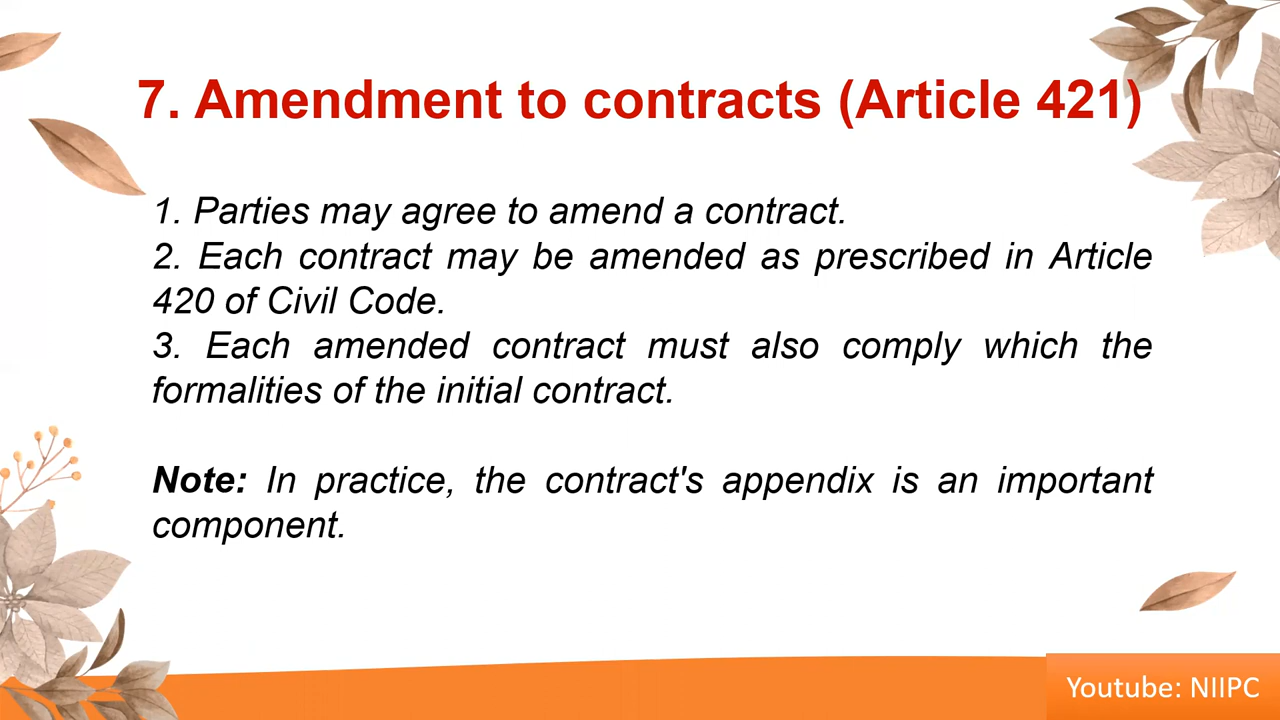 7. Amendment to contracts (Article 421)
1. Parties may agree to amend a contract.
2. Each contract may be amended as prescribed in Article
420 of Civil Code.
3. Each amended contract must also comply which the
formalities of the initial contract.
Note: In practice, the contract's appendix is an important
component.
Youtube: NIIPC